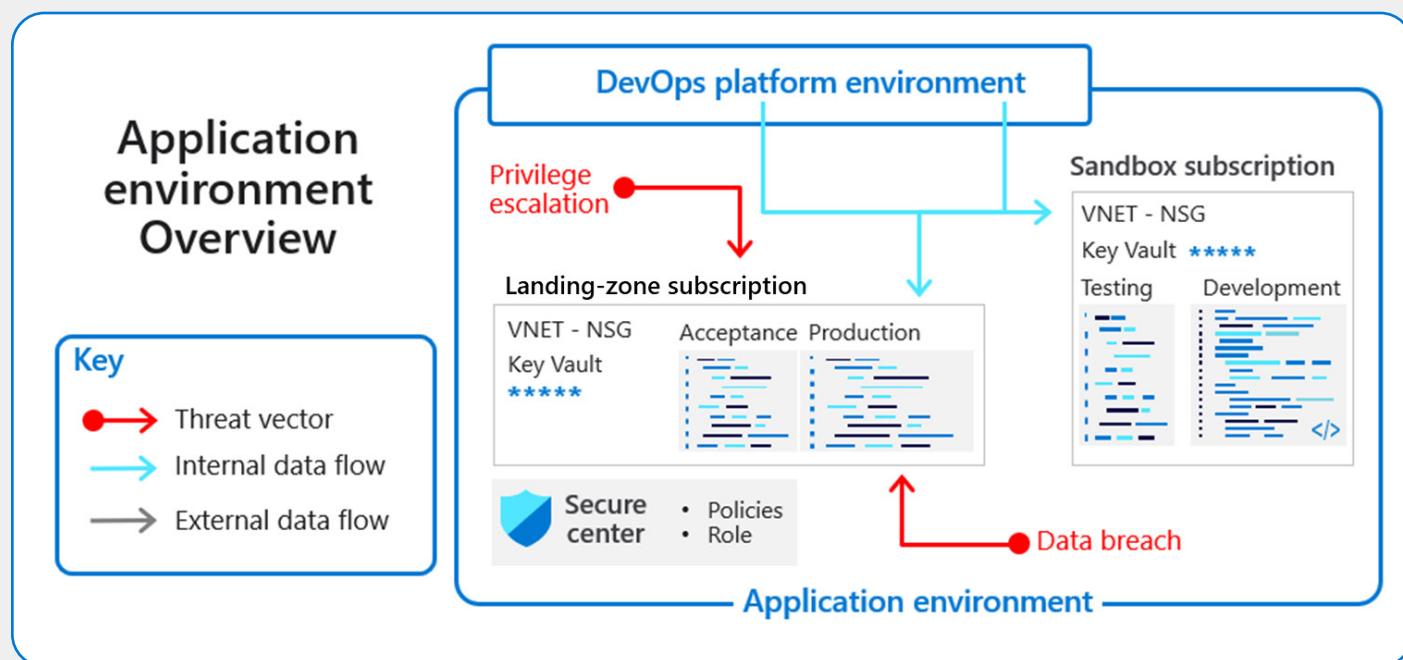 Application
environment
Overview
Key
Threat vector
Internal data flow
External data flow
DevOps platform environment
Privilege
escalation
Landing-zone subscription
VNET - NSG
Key Vault
*****
Acceptance
Production
Sandbox subscription
VNET - NSG
Key Vault *****
Testing
Development
</>
Secure
center
• Policies
• Role
Data breach
Application environment